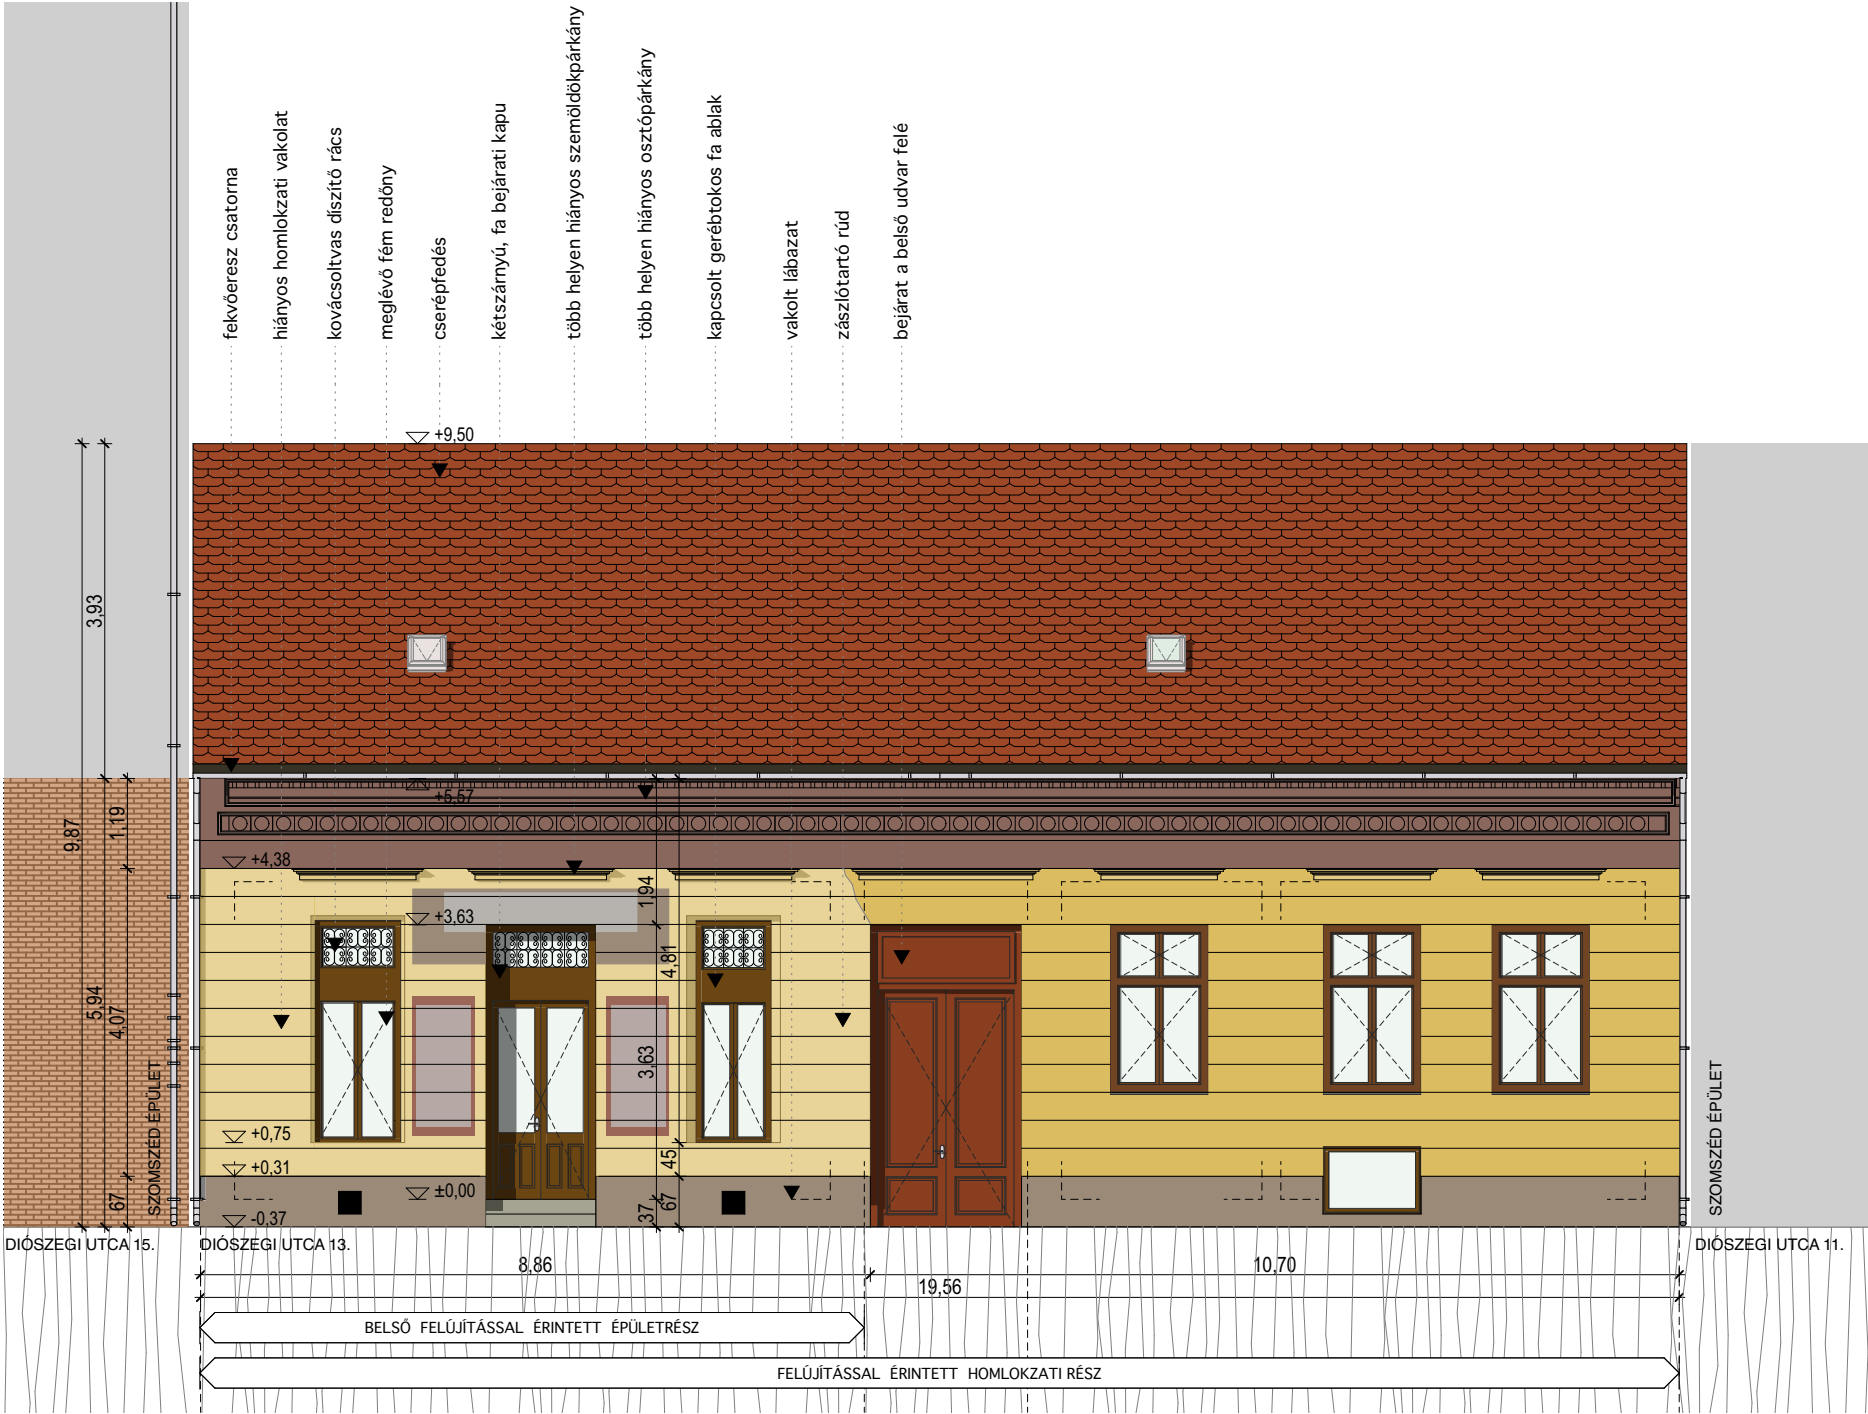 fekvőeresz csatorna
hiányos homlokzati vakolat
kovácsoltvas díszítő rács
meglévő fém redőny
cserépfedés
kétszárnyú, fa bejárati kapu
több helyen hiányos szemöldökpárkány
több helyen hiányos osztópárkány
kapcsolt gerébtokos fa ablak
vakolt lábazat
zászlótartó rúd
bejárat a belső udvar felé
+9,50
3,93
+5,57
9,87
1,19
+4,38
1,94
+3,63
4,81
5,94
4,07
3,63
SZOMSZÉD ÉPÜLET
SZOMSZÉD ÉPÜLET
+0,75
45
+0,31
±0,00
67
37
67
-0,37
DIÓSZEGI UTCA 15.
DIÓSZEGI UTCA 13.
DIÓSZEGI UTCA 11.
8,86
10,70
19,56
BELSŐ FELÚJÍTÁSSAL ÉRINTETT ÉPÜLETRÉSZ
FELÚJÍTÁSSAL ÉRINTETT HOMLOKZATI RÉSZ